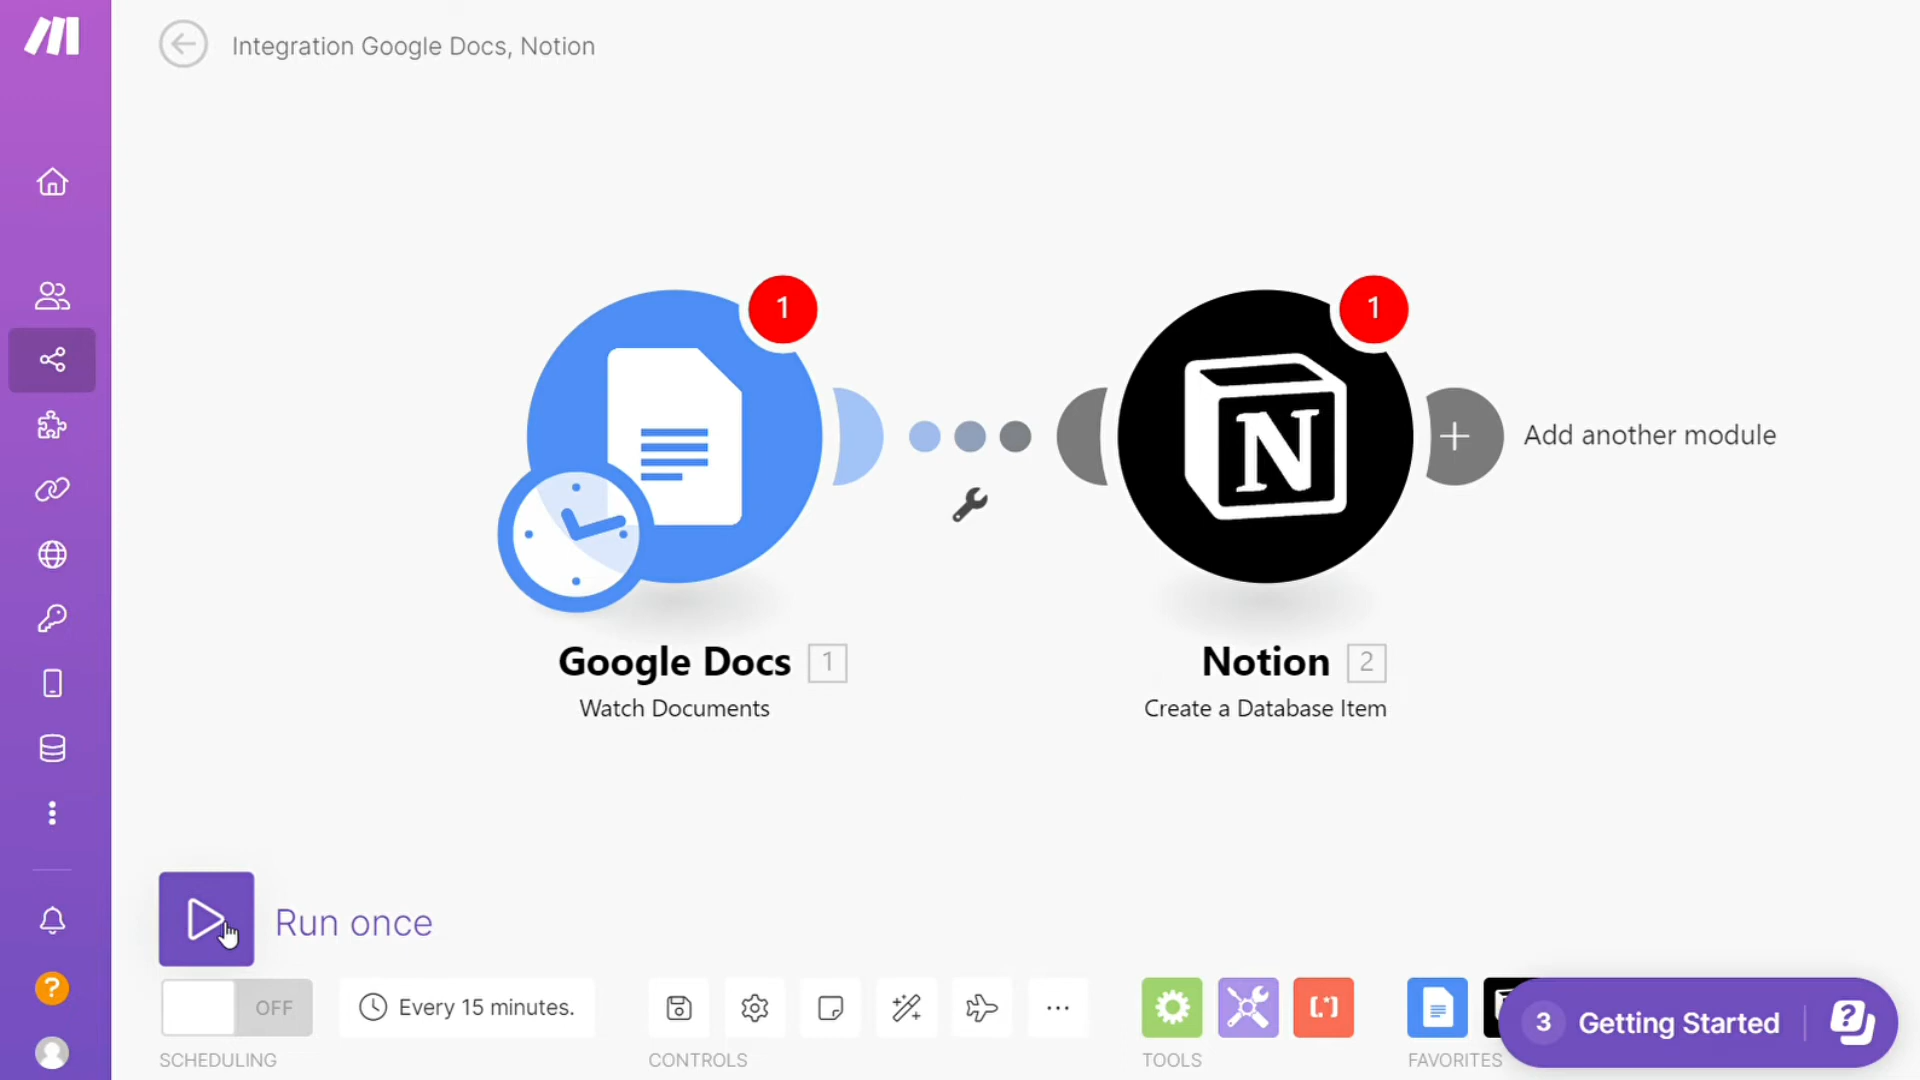 Integration Google Docs, Notion
1
1
N
Add another module
Google Docs 1
Notion 2
Watch Documents
Create a Database Item
Run once
?
OFF
Every 15 minutes.
[.*]
3 Getting Started
?
SCHEDULING
CONTROLS
TOOLS
FAVORITES